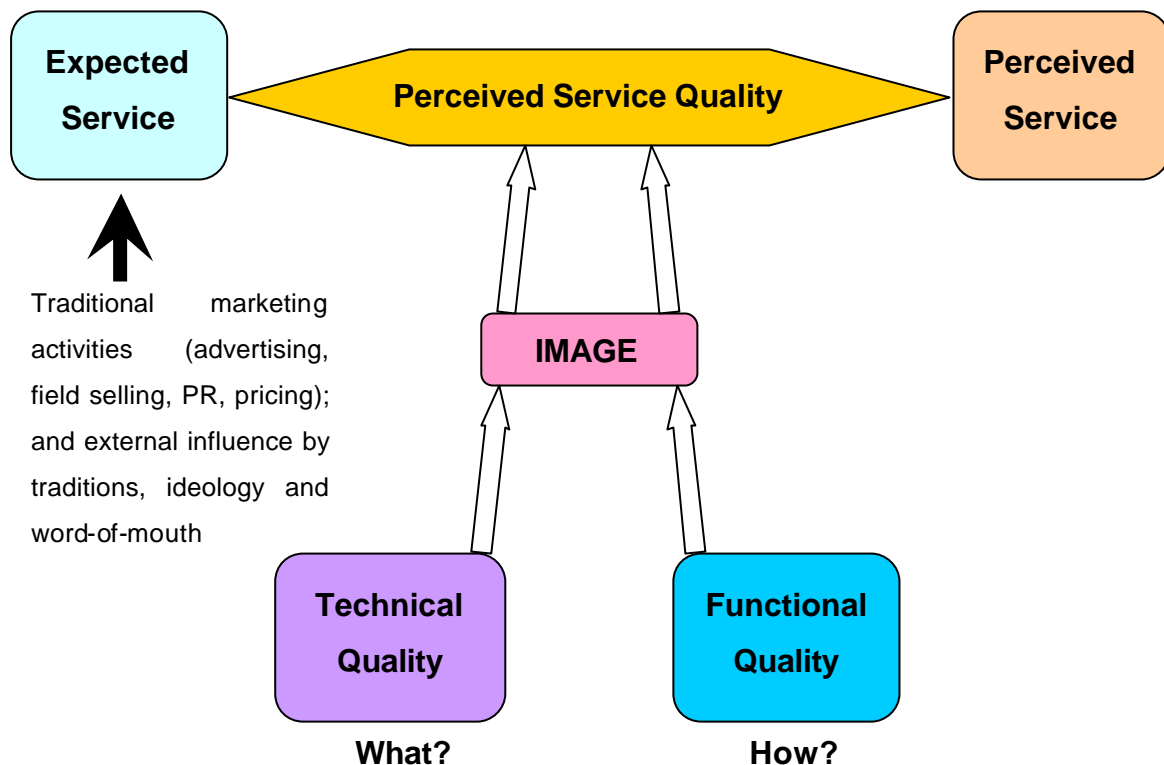 Expected
Service
Perceived Service Quality
Perceived
Service
Traditional marketing
activities (advertising,
field selling, PR, pricing);
and external influence by
traditions, ideology and
word-of-mouth
IMAGE
Technical
Quality
Functional
Quality
What?
How?